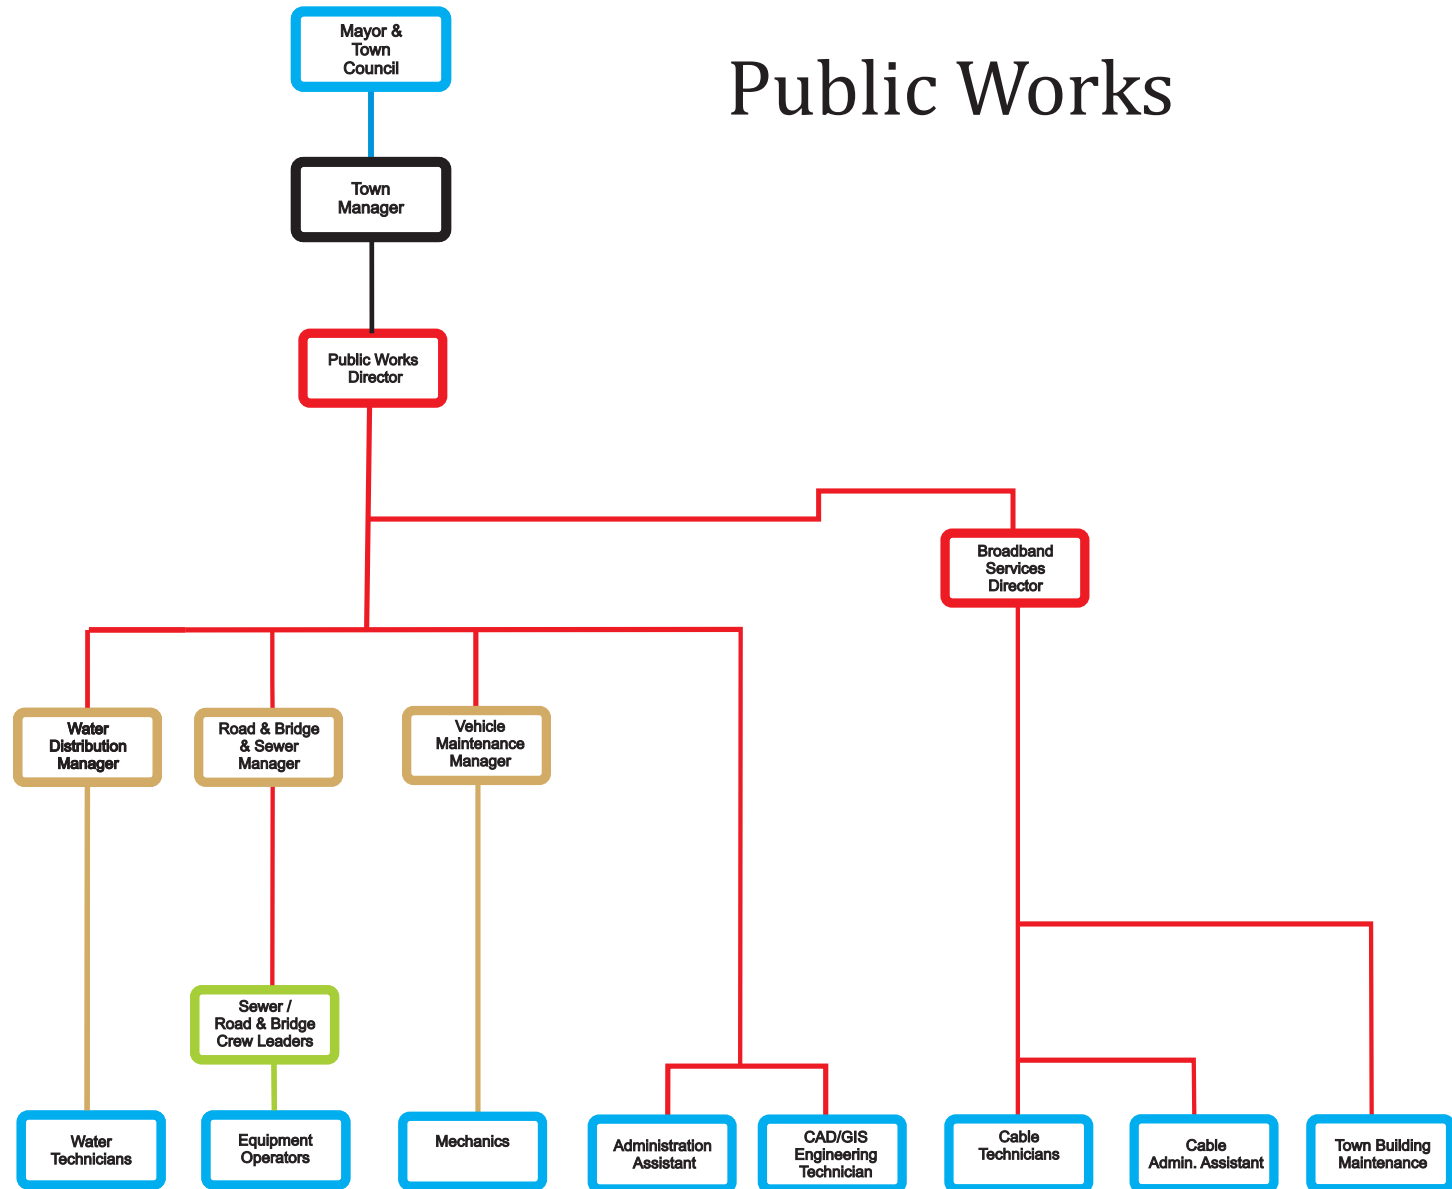 Mayor &
Town
Council
Public Works
Town
Manager
Public Works
Director
Broadband
Services
Director
Water
Distribution
Manager
Road & Bridge
& Sewer
Manager
Vehicle
Maintenance
Manager
Sewer /
Road & Bridge
Crew Leaders
Water
Technicians
Equipment
Operators
Mechanics
Administration
Assistant
CAD/GIS
Engineering
Technician
Cable
Technicians
Cable
Admin. Assistant
Town Building
Maintenance